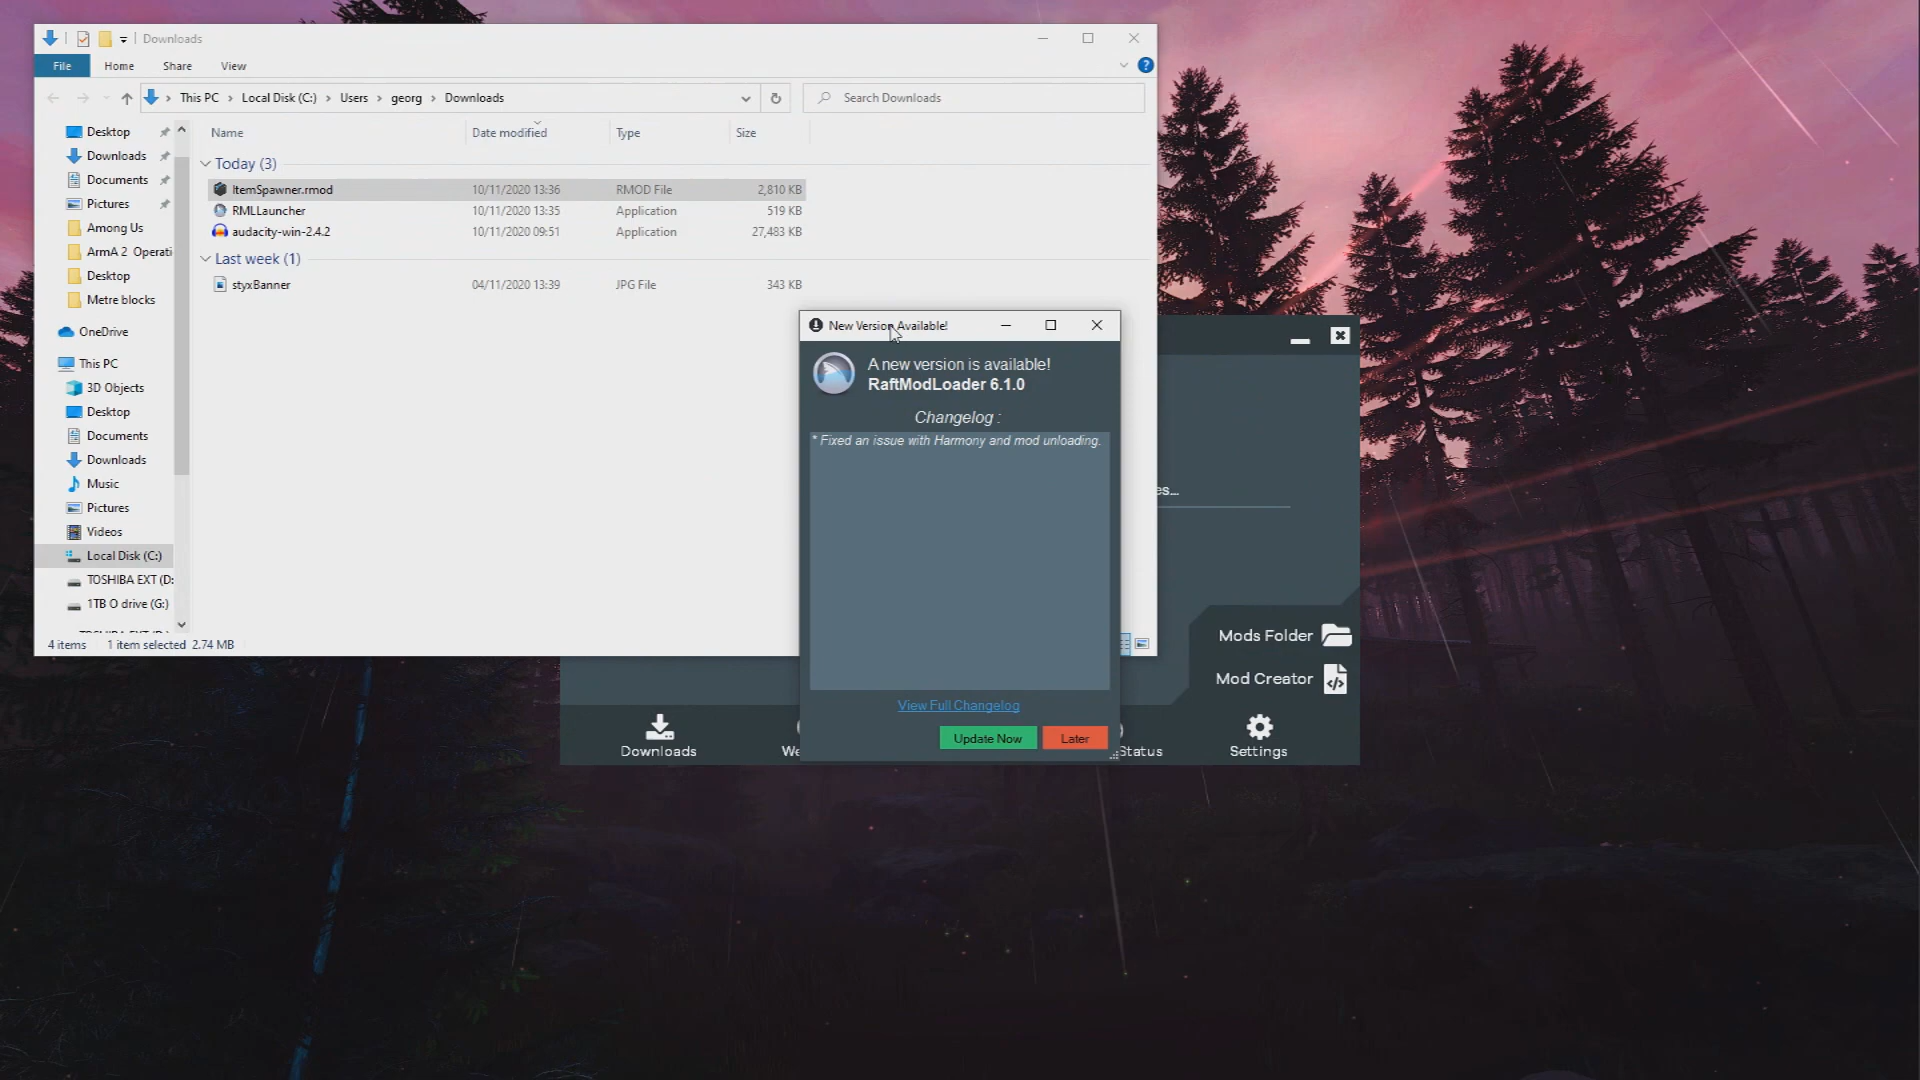 Downloads
File Home Share View
This PC Local Disk (C:) Users georg Downloads
Search Downloads
Name Date modified Type Size
Today (3)
ItemSpawner.rmod 10/11/2020 13:36 RMOD File 2,810 KB
RMLLauncher 10/11/2020 13:35 Application 519 KB
audacity-win-2.4.2 10/11/2020 09:51 Application 27,483 KB
Last week (1)
styxBanner 04/11/2020 13:39 JPG File 343 KB
Desktop
Downloads
Documents
Pictures
Among Us
ArmA 2 Operati
Desktop
Metre blocks
OneDrive
This PC
3D Objects
Desktop
Documents
Downloads
Music
Pictures
Videos
Local Disk (C:)
TOSHIBA EXT (D:
1TB O drive (G:)
4 items 1 item selected 2.74 MB
New Version Available!
A new version is available!
RaftModLoader 6.1.0
Changelog :
* Fixed an issue with Harmony and mod unloading.
View Full Changelog
Update Now Later
es...
Mods Folder
Mod Creator
Downloads We Status Settings